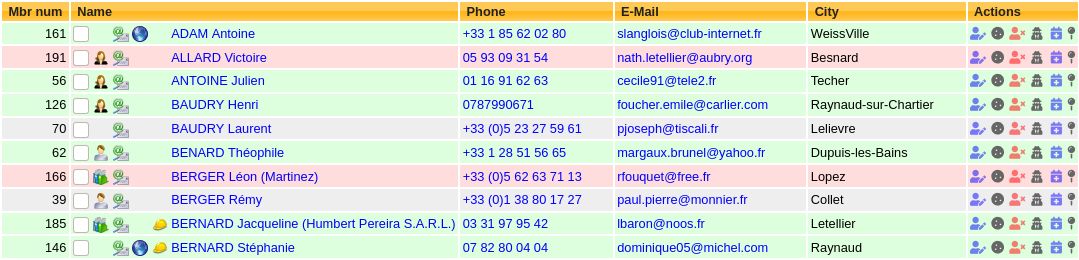 Mbr num Name Phone E-Mail City Actions
161 ADAM Antoine +33 1 85 62 02 80 slanglois@club-internet.fr WeissVille
191 ALLARD Victoire 05 93 09 31 54 nath.letellier@aubry.org Besnard
56 ANTOINE Julien 01 16 91 62 63 cecile91@tele2.fr Techer
126 BAUDRY Henri 0787990671 foucher.emile@carlier.com Raynaud-sur-Chartier
70 BAUDRY Laurent +33 (0)5 23 27 59 61 pjoseph@tiscali.fr Lelievre
62 BENARD Théophile +33 1 28 51 56 65 margaux.brunel@yahoo.fr Dupuis-les-Bains
166 BERGER Léon (Martinez) +33 (0)5 62 63 71 13 rfouquet@free.fr Lopez
39 BERGER Rémy +33 (0)1 38 80 17 27 paul.pierre@monnier.fr Collet
185 BERNARD Jacqueline (Humbert Pereira S.A.R.L.) 03 31 97 95 42 lbaron@noos.fr Letellier
146 BERNARD Stéphanie 07 82 80 04 04 dominique05@michel.com Raynaud